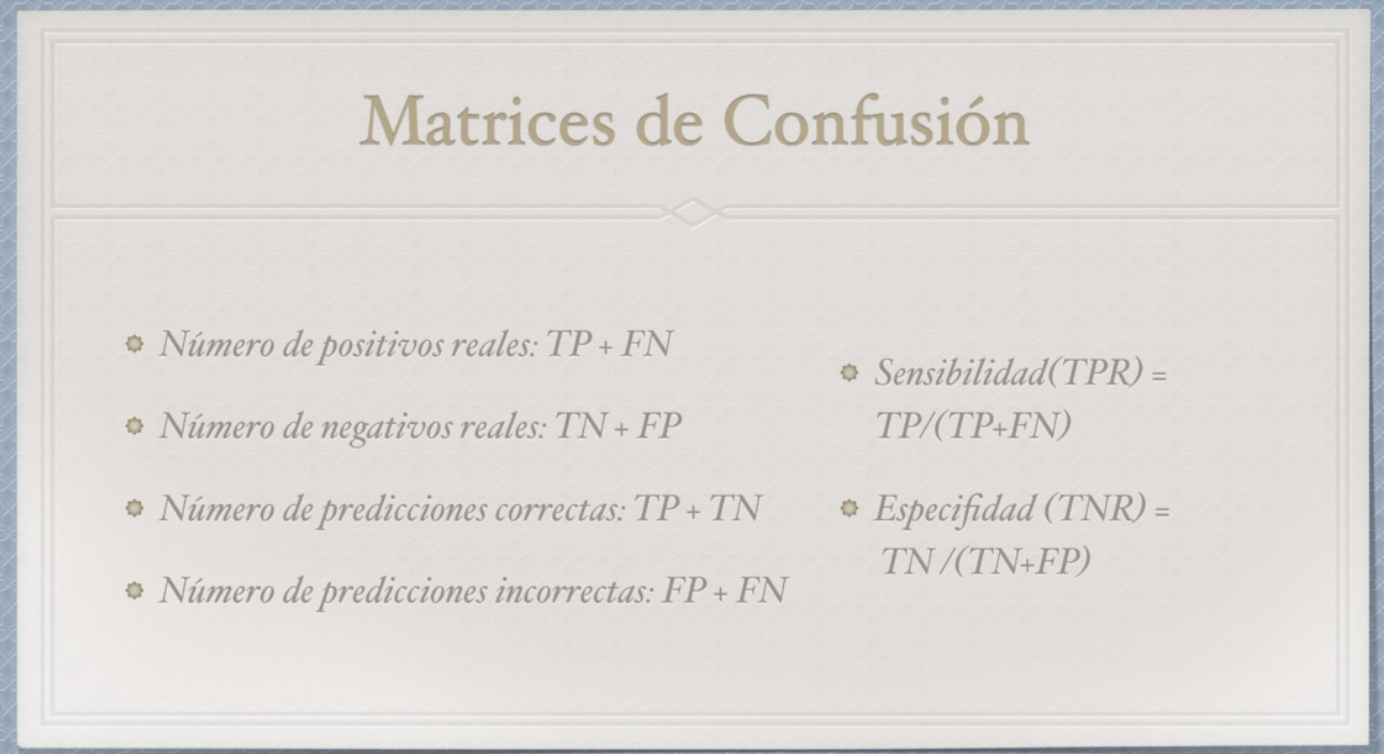 Matrices de Confusión
Número de positivos reales: TP + FN
Número de negativos reales: TN + FP
Número de predicciones correctas: TP + TN
Número de predicciones incorrectas: FP + FN
Sensibilidad(TPR) =
TP/(TP+FN)
Especifidad (TNR) =
TN /(TN+FP)